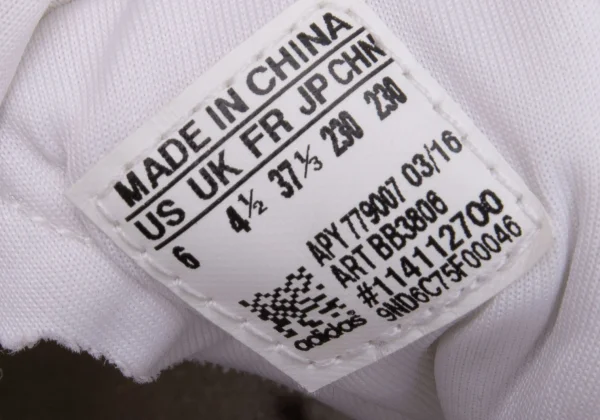 MADE IN CHINA
US UK FR JP CHN
6 4½ 37⅓ 230 230
APY 779007 03/16
ART BB3806
#114112700
9ND6C75F00046
adidas®